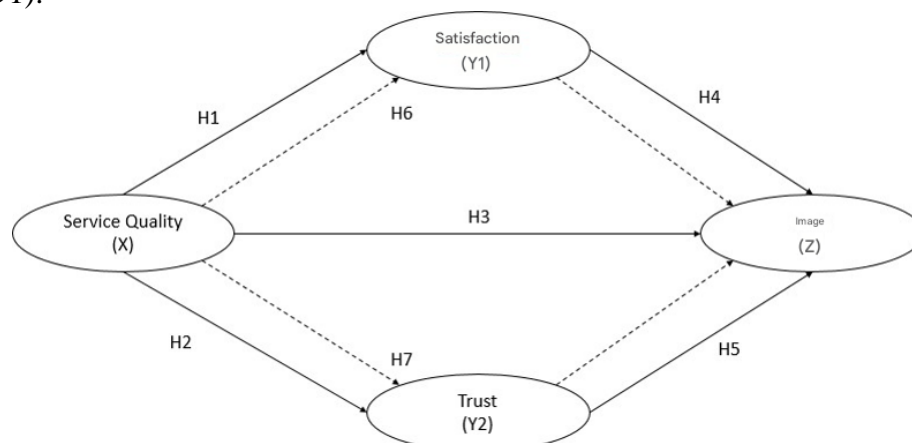 Satisfaction
(Y1)
H1
H4
H6
Service Quality
(X)
H3
Image
(Z)
H2
H7
H5
Trust
(Y2)